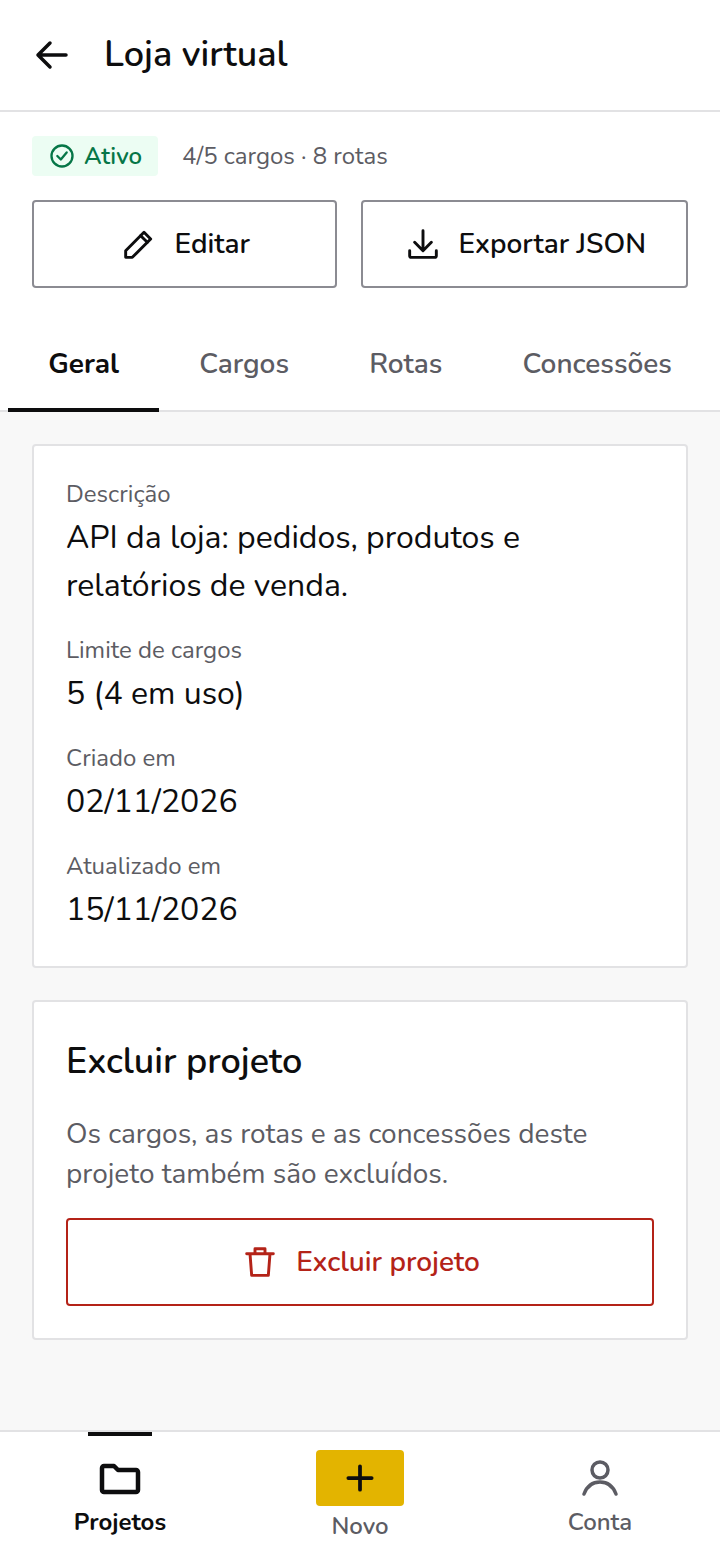 Loja virtual
Ativo
4/5 cargos · 8 rotas
Editar
Exportar JSON
Geral
Cargos
Rotas
Concessões
Descrição
API da loja: pedidos, produtos e
relatórios de venda.
Limite de cargos
5 (4 em uso)
Criado em
02/11/2026
Atualizado em
15/11/2026
Excluir projeto
Os cargos, as rotas e as concessões deste
projeto também são excluídos.
Excluir projeto
Projetos
Novo
Conta